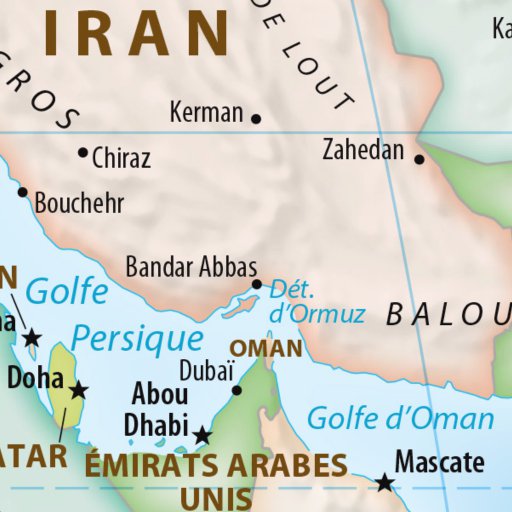 IRAN
DE LOUT
Ka
GROS
Kerman
Chiraz
Zahedan
Bouchehr
Bandar Abbas
Dét.
d'Ormuz
Golfe
Persique
BALOU
N
na
OMAN
Dubaï
Doha
Abou
Dhabi
Golfe d'Oman
ATAR
ÉMIRATS ARABES
UNIS
Mascate